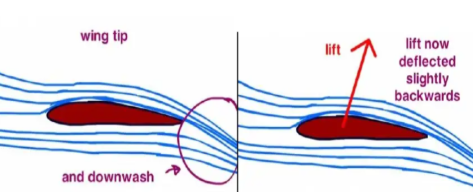 wing tip
and downwash
lift
lift now
deflected
slightly
backwards